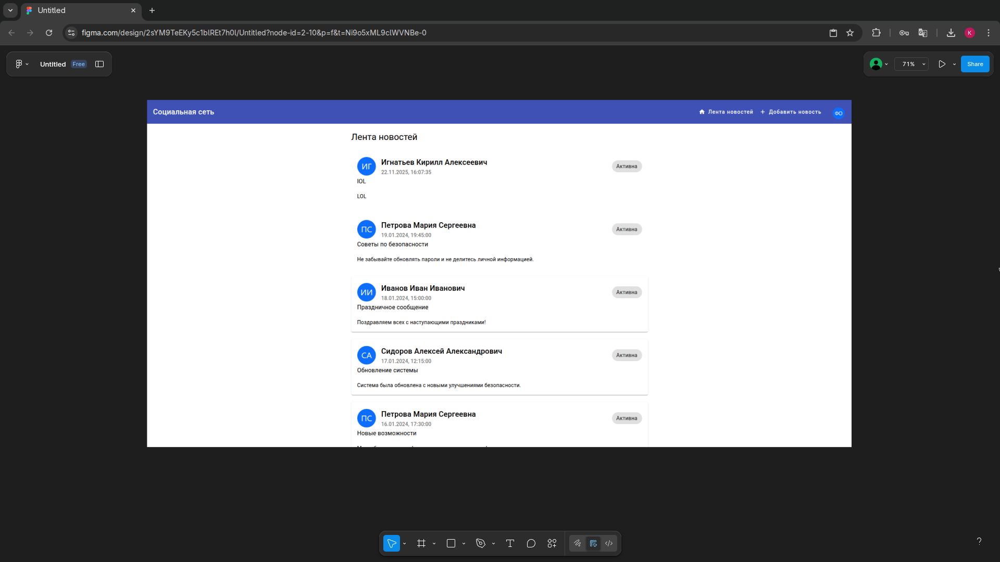 Untitled
figma.com/design/2sYM9TeEKy5c1blREt7h0l/Untitled?node-id=2-10&p=f&t=Ni9o5xML9clWVNBe-0
K
Untitled Free
71% Share
Социальная сеть
Лента новостей
Добавить новость
ФО
Лента новостей
ИГ
Игнатьев Кирилл Алексеевич
22.11.2025, 16:07:35
Активна
lOL
LOL
ПС
Петрова Мария Сергеевна
19.01.2024, 19:45:00
Активна
Советы по безопасности
Не забывайте обновлять пароли и не делитесь личной информацией.
ИИ
Иванов Иван Иванович
18.01.2024, 15:00:00
Активна
Праздничное сообщение
Поздравляем всех с наступающими праздниками!
СА
Сидоров Алексей Александрович
17.01.2024, 12:15:00
Активна
Обновление системы
Система была обновлена с новыми улучшениями безопасности.
ПС
Петрова Мария Сергеевна
16.01.2024, 17:30:00
Активна
Новые возможности
?